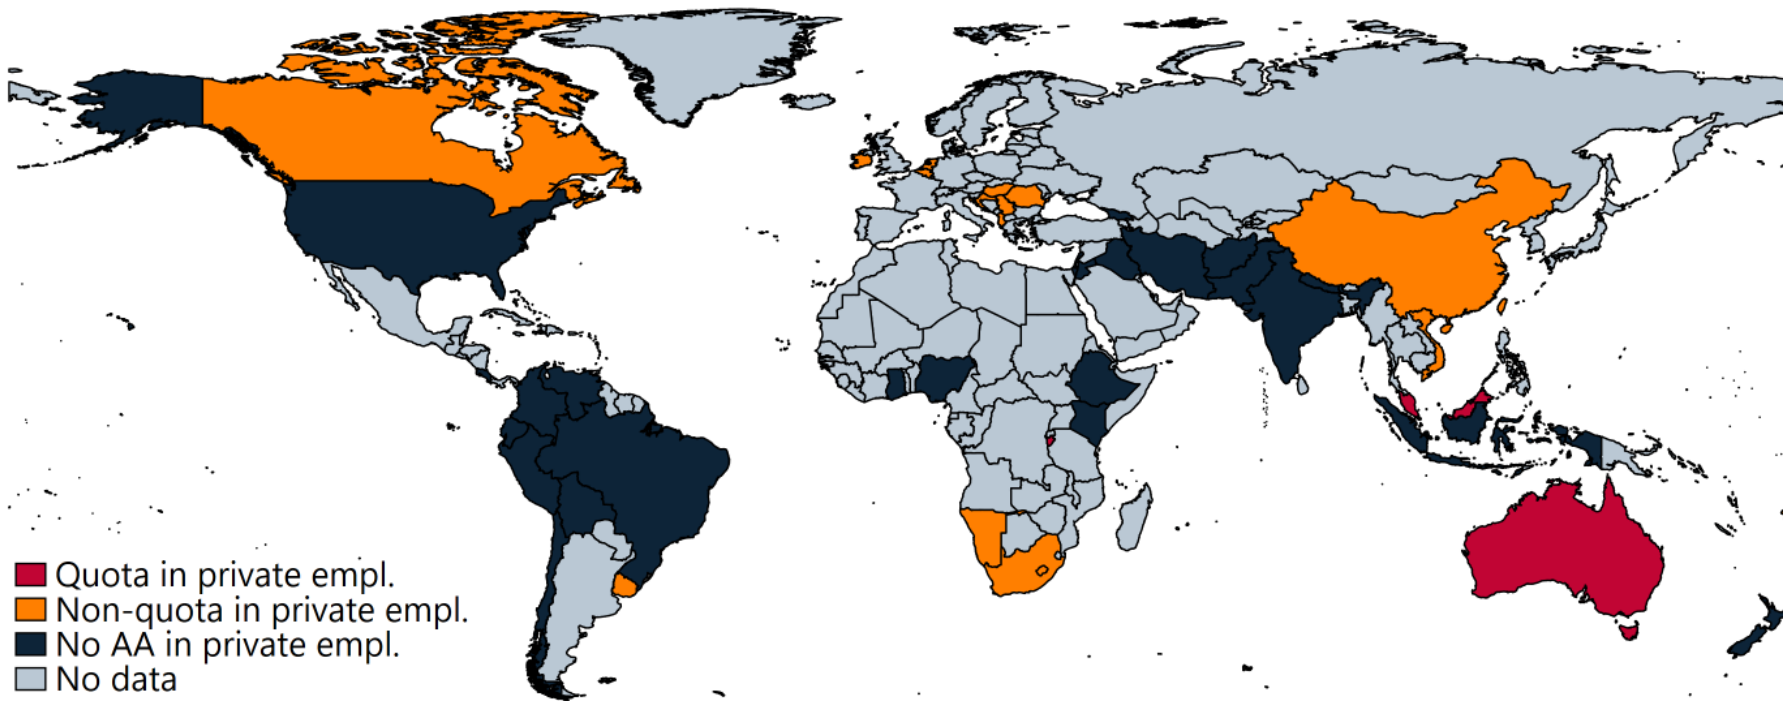 Quota in private empl.
Non-quota in private empl.
No AA in private empl.
No data